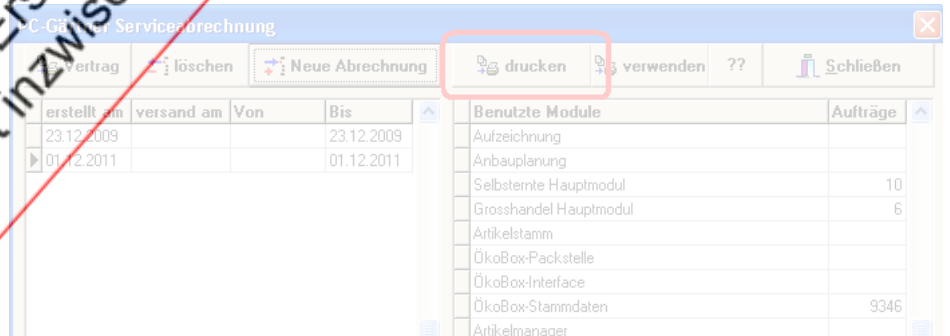 PC-Gärtner Serviceabrechnung
Vertrag löschen Neue Abrechnung drucken verwenden ?? Schließen
erstellt am versand am Von Bis
23.12.2009 23.12.2009
01.12.2011 01.12.2011
Benutzte Module Aufträge
Aufzeichnung
Anbauplanung
Selbsternte Hauptmodul 10
Grosshandel Hauptmodul 6
Artikelstamm
ÖkoBox-Packstelle
ÖkoBox-Interface
ÖkoBox-Stammdaten 9346
Artikelmanager
inzwis